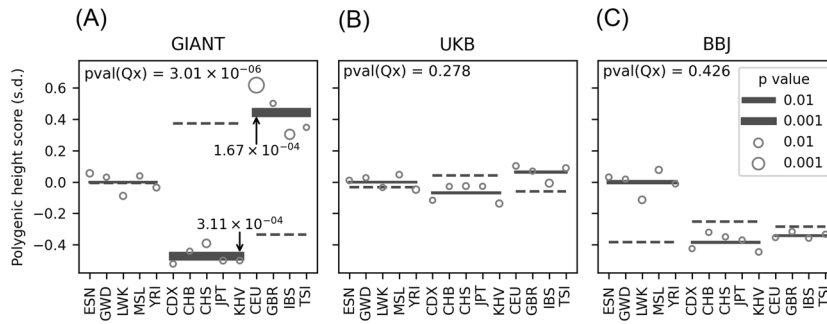 (A)
GIANT
pval(Qx) = 3.01 × 10⁻⁰⁶
Polygenic height score (s.d.)
0.6
0.4
0.2
0.0
−0.2
−0.4
1.67 × 10⁻⁰⁴
3.11 × 10⁻⁰⁴
ESN GWD LWK MSL YRI CDX CHB CHS JPT KHV CEU GBR IBS TSI
(B)
UKB
pval(Qx) = 0.278
ESN GWD LWK MSL YRI CDX CHB CHS JPT KHV CEU GBR IBS TSI
(C)
BBJ
pval(Qx) = 0.426
p value
0.01
0.001
0.01
0.001
ESN GWD LWK MSL YRI CDX CHB CHS JPT KHV CEU GBR IBS TSI